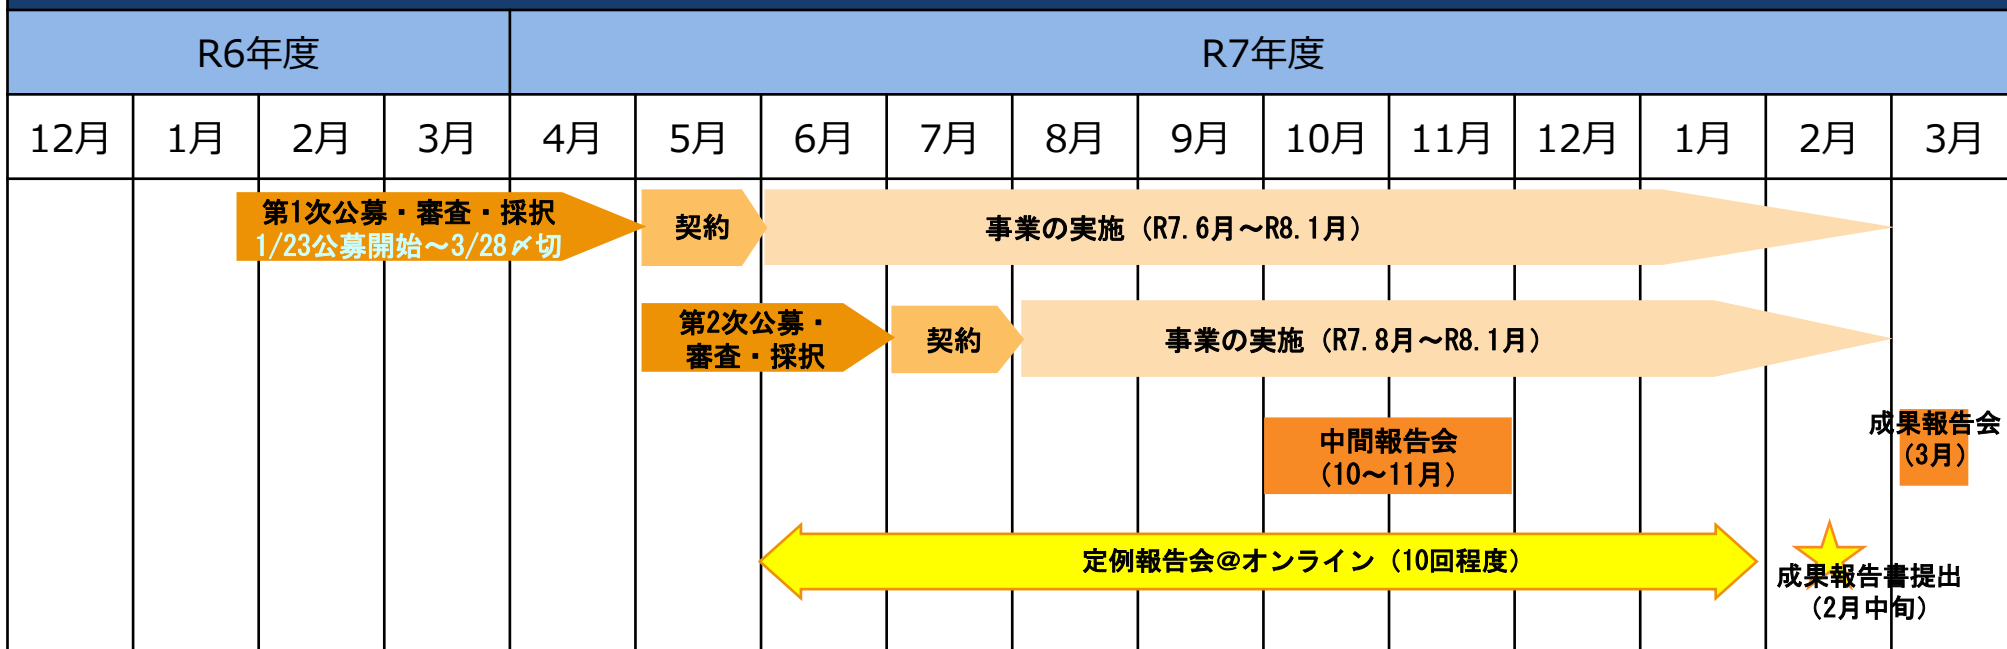 R6年度 R7年度
12月 1月 2月 3月 4月 5月 6月 7月 8月 9月 10月 11月 12月 1月 2月 3月
第1次公募・審査・採択
1/23公募開始～3/28〆切
契約
事業の実施（R7.6月～R8.1月）
第2次公募・
審査・採択
契約
事業の実施（R7.8月～R8.1月）
中間報告会
（10～11月）
成果報告会
（3月）
定例報告会＠オンライン（10回程度）
成果報告書提出
（2月中旬）